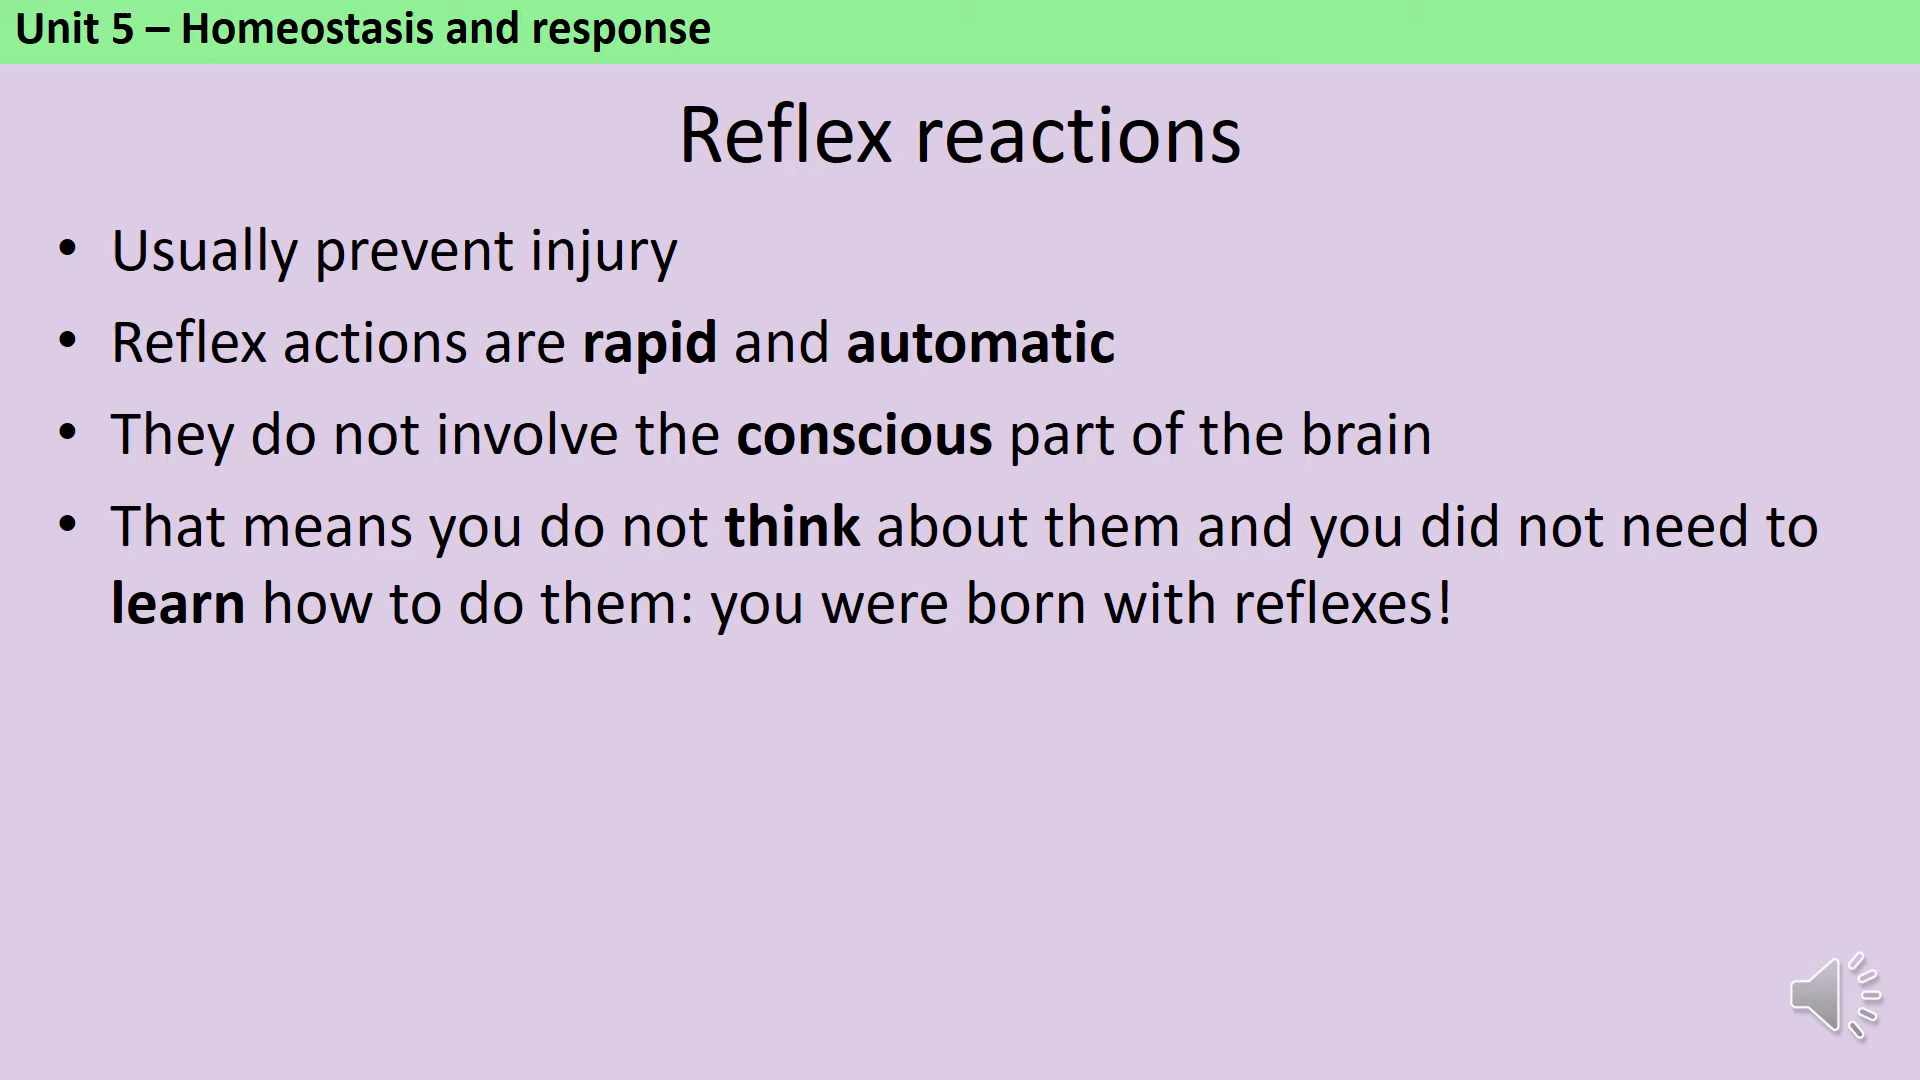 Unit 5 – Homeostasis and response
Reflex reactions
• Usually prevent injury
• Reflex actions are rapid and automatic
• They do not involve the conscious part of the brain
• That means you do not think about them and you did not need to
learn how to do them: you were born with reflexes!